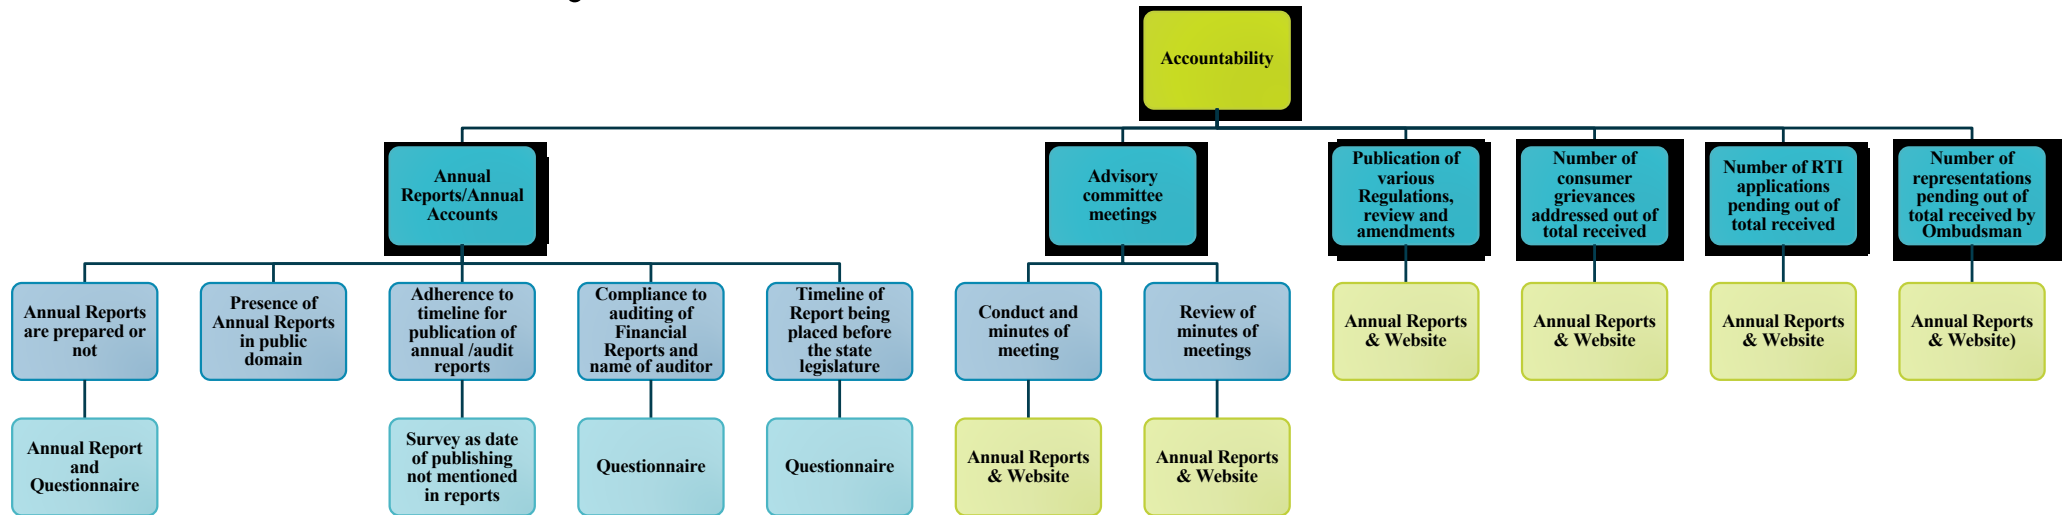 Accountability
Annual
Reports/Annual
Accounts
Advisory
committee
meetings
Publication of
various
Regulations,
review and
amendments
Number of
consumer
grievances
addressed out of
total received
Number of RTI
applications
pending out of
total received
Number of
representations
pending out of
total received by
Ombudsman
Annual Reports
are prepared or
not
Presence of
Annual Reports
in public
domain
Adherence to
timeline for
publication of
annual /audit
reports
Compliance to
auditing of
Financial
Reports and
name of auditor
Timeline of
Report being
placed before
the state
legislature
Conduct and
minutes of
meeting
Review of
minutes of
meetings
Annual Reports
& Website
Annual Reports
& Website
Annual Reports
& Website
Annual Reports
& Website)
Annual Report
and
Questionnaire
Survey as date
of publishing
not mentioned
in reports
Questionnaire
Questionnaire
Annual Reports
& Website
Annual Reports
& Website